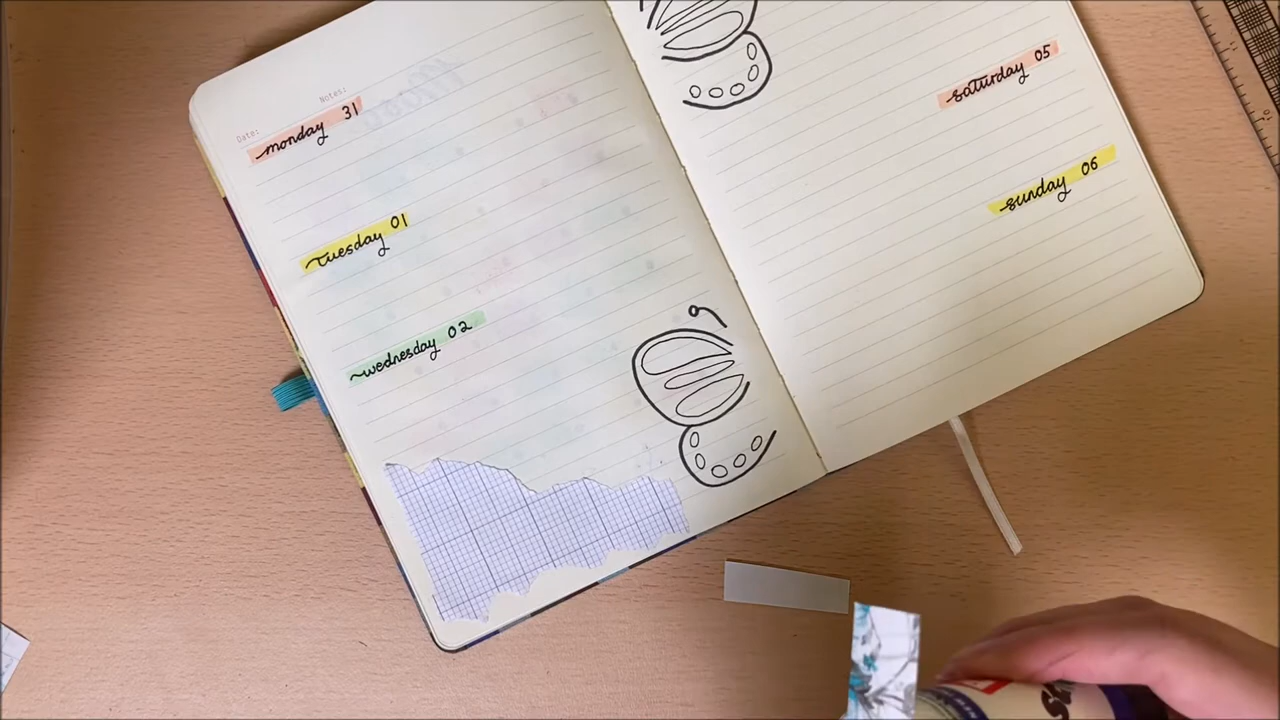 Notes:
Date:
monday 31
Tuesday 01
wednesday 02
saturday 05
sunday 06